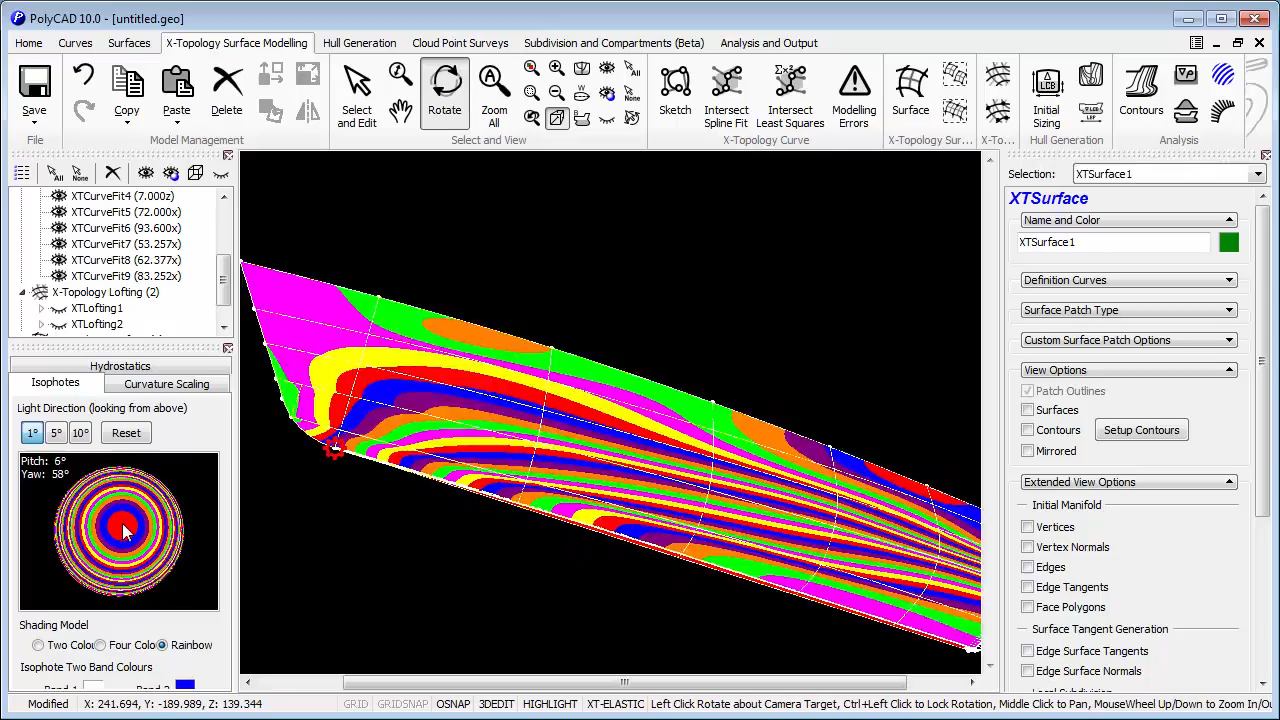 PolyCAD 10.0 - [untitled.geo]
Home Curves Surfaces X-Topology Surface Modelling Hull Generation Cloud Point Surveys Subdivision and Compartments (Beta) Analysis and Output
Save Copy Paste Delete Select and Edit Rotate Zoom All All None Sketch Intersect Spline Fit Intersect Least Squares Modelling Errors Surface Initial Sizing Contours
File Model Management Select and View X-Topology Curve X-Topology Sur... X-To... Hull Generation Analysis
All None
XTCurveFit4 (7.000z)
XTCurveFit5 (72.000x)
XTCurveFit6 (93.600x)
XTCurveFit7 (53.257x)
XTCurveFit8 (62.377x)
XTCurveFit9 (83.252x)
X-Topology Lofting (2)
XTLofting1
XTLofting2
Hydrostatics
Isophotes Curvature Scaling
Light Direction (looking from above)
1° 5° 10° Reset
Pitch: 6°
Yaw: 58°
Shading Model
Two Colou Four Colo Rainbow
Isophote Two Band Colours
Selection: XTSurface1
XTSurface
Name and Color
XTSurface1
Definition Curves
Surface Patch Type
Custom Surface Patch Options
View Options
Patch Outlines
Surfaces
Contours Setup Contours
Mirrored
Extended View Options
Initial Manifold
Vertices
Vertex Normals
Edges
Edge Tangents
Face Polygons
Surface Tangent Generation
Edge Surface Tangents
Edge Surface Normals
Modified X: 241.694, Y: -189.989, Z: 139.344 GRID GRIDSNAP OSNAP 3DEDIT HIGHLIGHT XT-ELASTIC Left Click Rotate about Camera Target, Ctrl+Left Click to Lock Rotation, Middle Click to Pan, MouseWheel Up/Down to Zoom In/Ou